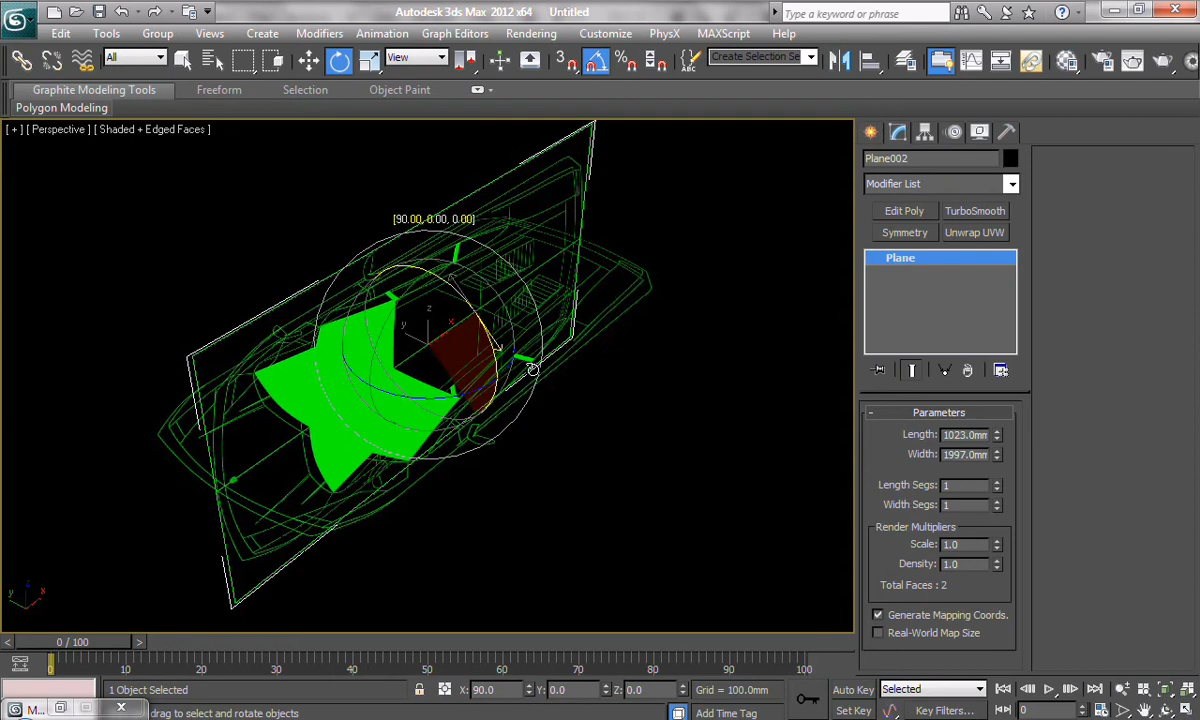 Autodesk 3ds Max 2012 x64 Untitled
Type a keyword or phrase
Edit Tools Group Views Create Modifiers Animation Graph Editors Rendering Customize PhysX MAXScript Help
All View 3 Create Selection Se
Graphite Modeling Tools Freeform Selection Object Paint
Polygon Modeling
[ + ] [ Perspective ] [ Shaded + Edged Faces ]
Plane002
Modifier List
Edit Poly TurboSmooth
Symmetry Unwrap UVW
Plane
[90.00, 0.00, 0.00]
z
y x
- Parameters
Length: 1023.0mm
Width: 1997.0mm
Length Segs: 1
Width Segs: 1
Render Multipliers
Scale: 1.0
Density: 1.0
Total Faces : 2
Generate Mapping Coords.
Real-World Map Size
z
y x
< 0 / 100 >
0 10 20 30 40 50 60 70 80 90 100
1 Object Selected X: 90.0 Y: 0.0 Z: 0.0 Grid = 100.0mm Auto Key Selected
M... drag to select and rotate objects Add Time Tag Set Key Key Filters... 0